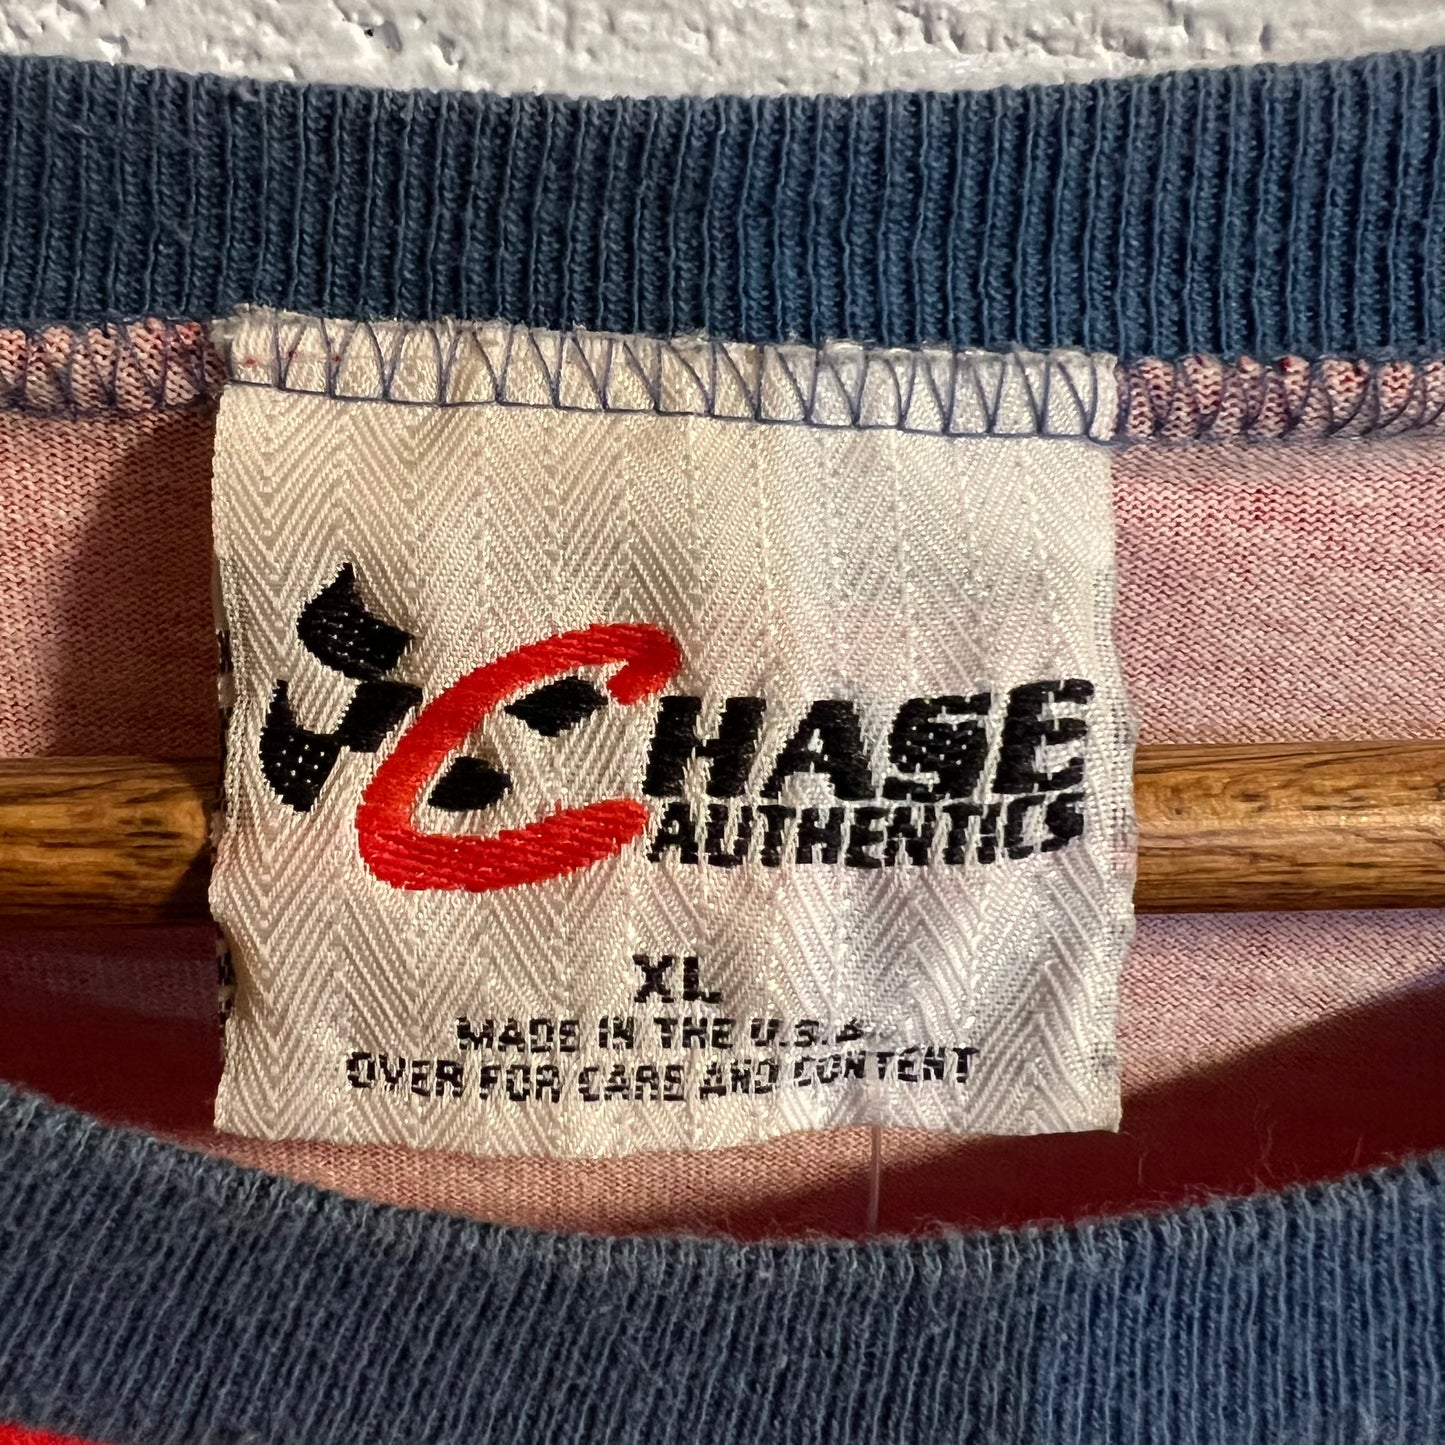 CHASE
AUTHENTICS
XL
MADE IN THE U.S.A.
OVER FOR CARE AND CONTENT